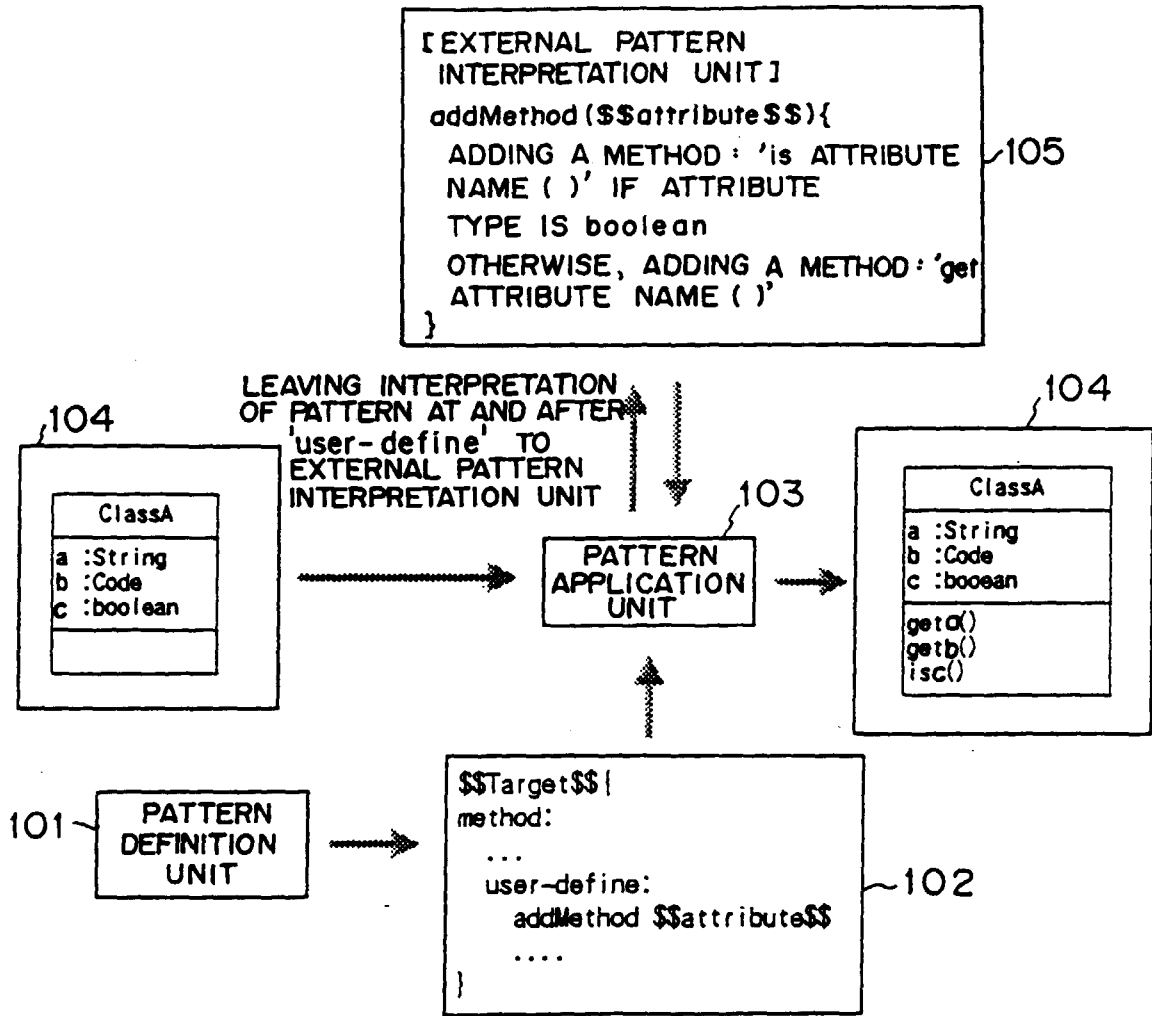 [EXTERNAL PATTERN
INTERPRETATION UNIT]
addMethod($$attribute$$){
ADDING A METHOD: 'is ATTRIBUTE
NAME ( )' IF ATTRIBUTE
TYPE IS boolean
OTHERWISE, ADDING A METHOD: 'get
ATTRIBUTE NAME ( )'
}
105
LEAVING INTERPRETATION
OF PATTERN AT AND AFTER
'user-define' TO
EXTERNAL PATTERN
INTERPRETATION UNIT
104
ClassA
a :String
b :Code
c :boolean
103
PATTERN
APPLICATION
UNIT
104
ClassA
a :String
b :Code
c :booean
geta()
getb()
isc()
101
PATTERN
DEFINITION
UNIT
$$Target$${
method:
...
user-define:
addMethod $$attribute$$
....
}
102